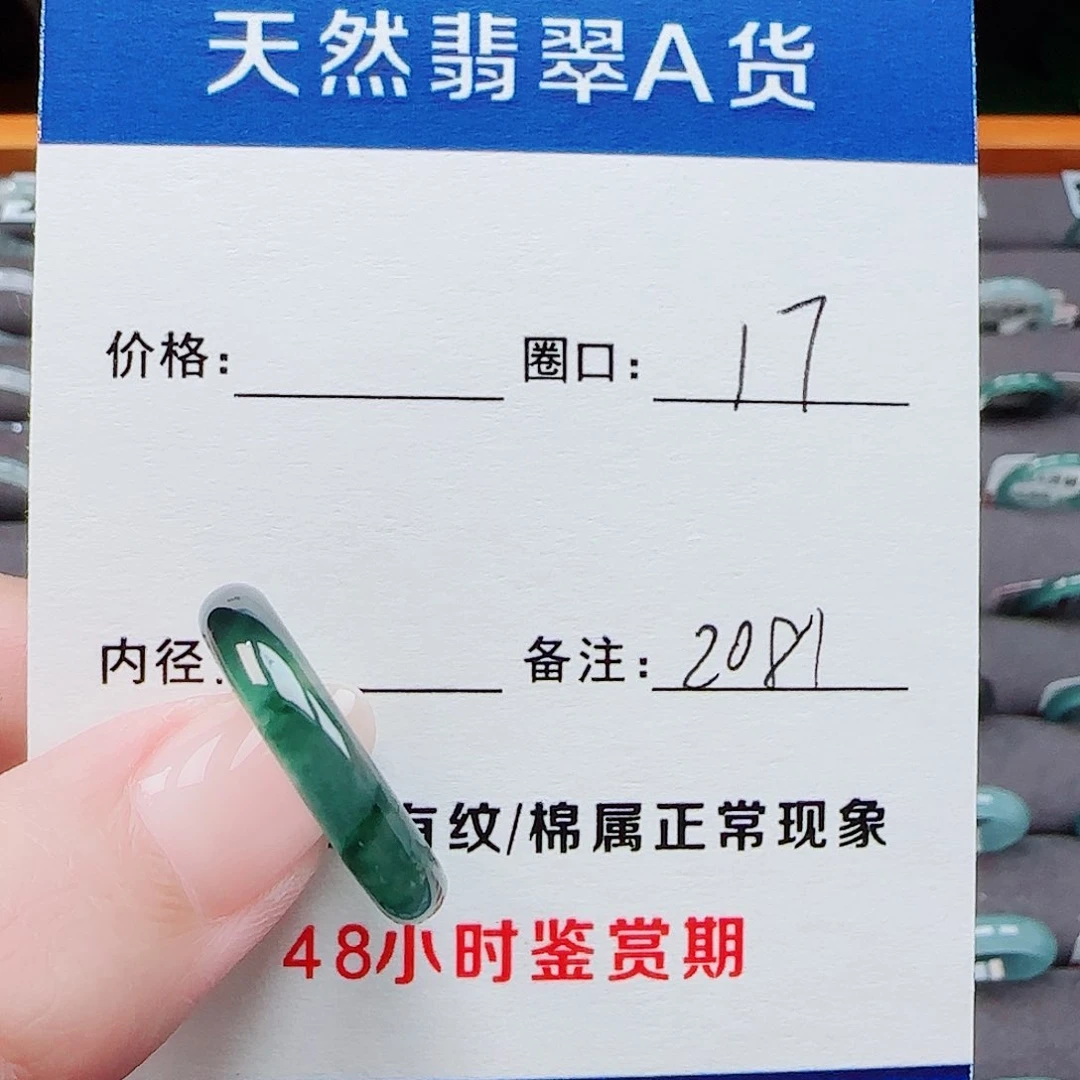 天然翡翠A货
价格： 圈口：17
内径 备注：2081
有纹/棉属正常现象
48小时鉴赏期